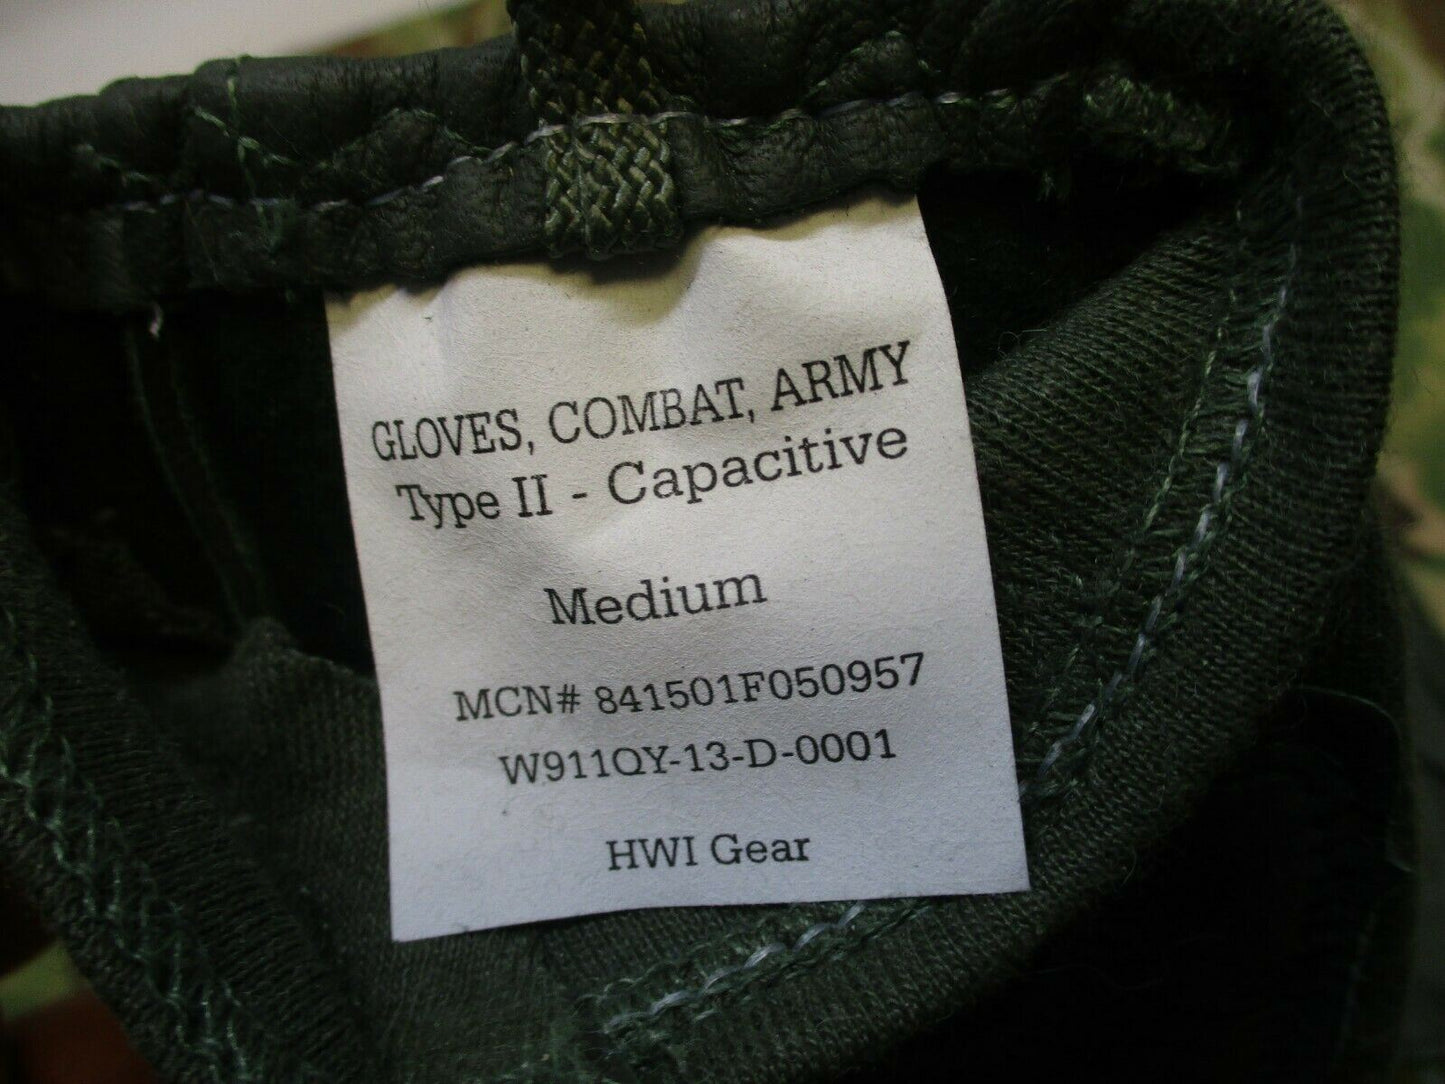 GLOVES, COMBAT, ARMY
Type II - Capacitive
Medium
MCN# 841501F050957
W911QY-13-D-0001
HWI Gear